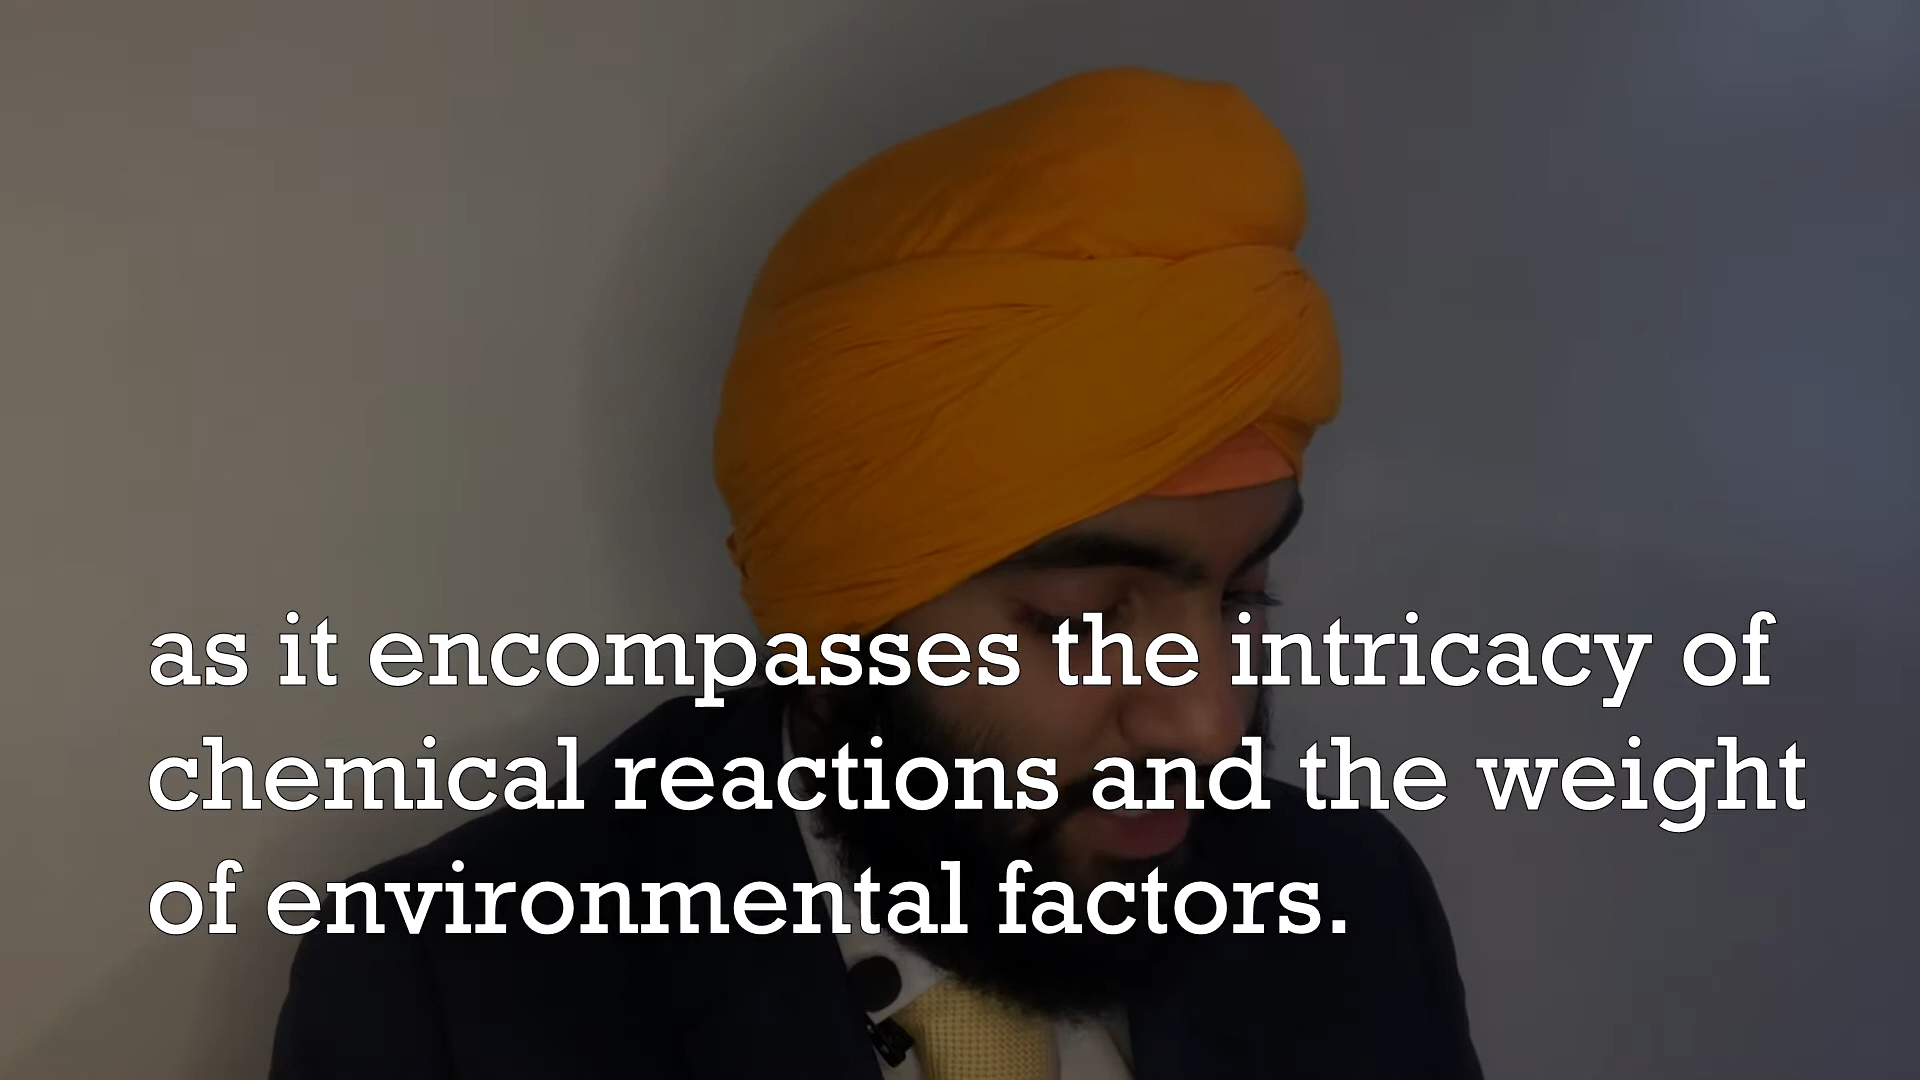 as it encompasses the intricacy of
chemical reactions and the weight
of environmental factors.